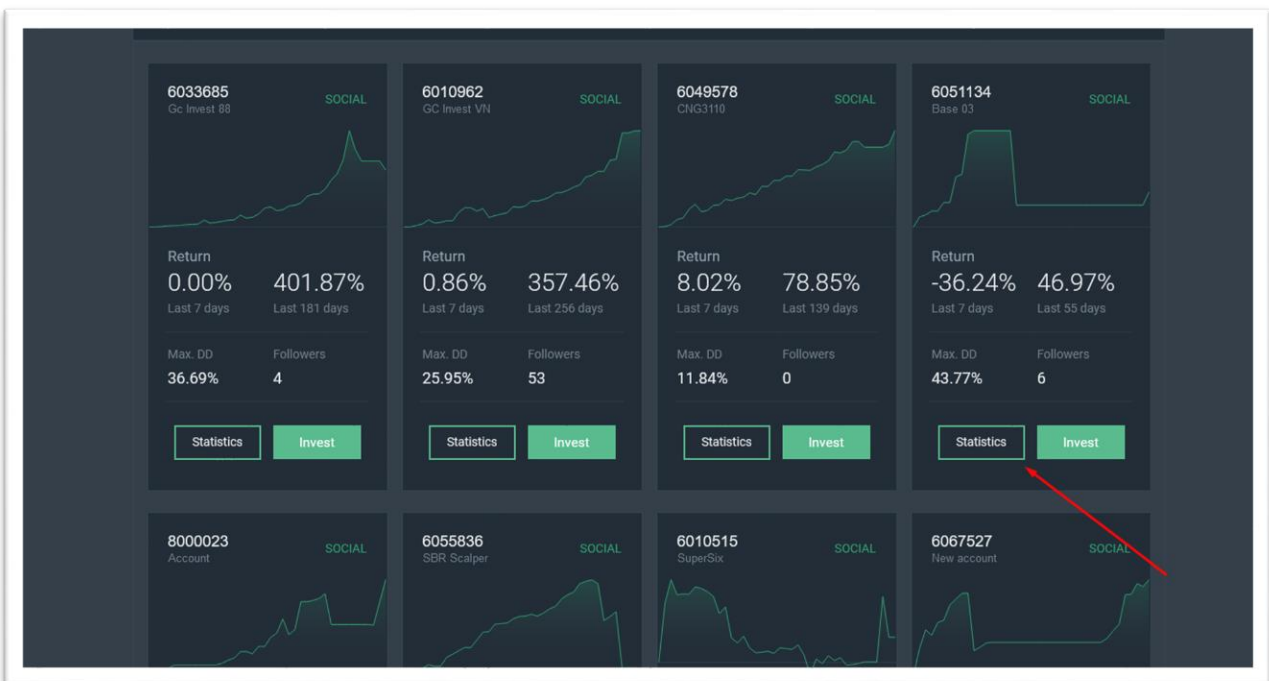 6033685
Gc Invest 88
SOCIAL
Return
0.00% 401.87%
Last 7 days Last 181 days
Max. DD Followers
36.69% 4
Statistics Invest
6010962
GC Invest VN
SOCIAL
Return
0.86% 357.46%
Last 7 days Last 256 days
Max. DD Followers
25.95% 53
Statistics Invest
6049578
CNG3110
SOCIAL
Return
8.02% 78.85%
Last 7 days Last 139 days
Max. DD Followers
11.84% 0
Statistics Invest
6051134
Base 03
SOCIAL
Return
-36.24% 46.97%
Last 7 days Last 55 days
Max. DD Followers
43.77% 6
Statistics Invest
8000023
Account
SOCIAL
6055836
SBR Scalper
SOCIAL
6010515
SuperSix
SOCIAL
6067527
New account
SOCIAL